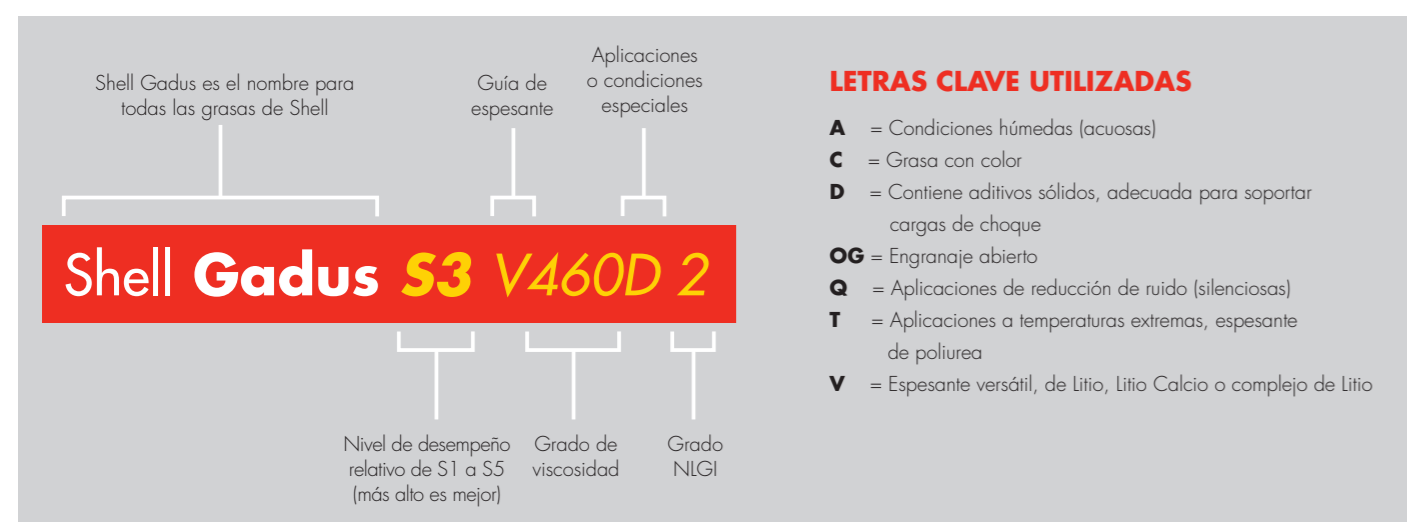 Shell Gadus es el nombre para
todas las grasas de Shell
Guía de
espesante
Aplicaciones
o condiciones
especiales
Shell Gadus S3 V460D 2
Nivel de desempeño
relativo de S1 a S5
(más alto es mejor)
Grado de
viscosidad
Grado
NLGI
LETRAS CLAVE UTILIZADAS
A = Condiciones húmedas (acuosas)
C = Grasa con color
D = Contiene aditivos sólidos, adecuada para soportar
cargas de choque
OG = Engranaje abierto
Q = Aplicaciones de reducción de ruido (silenciosas)
T = Aplicaciones a temperaturas extremas, espesante
de poliurea
V = Espesante versátil, de Litio, Litio Calcio o complejo de Litio